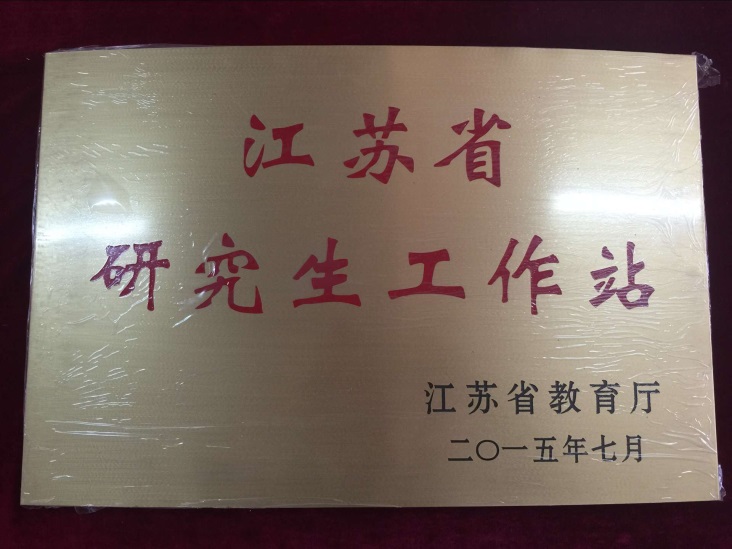 江苏省
研究生工作站
江苏省教育厅
二〇一五年七月